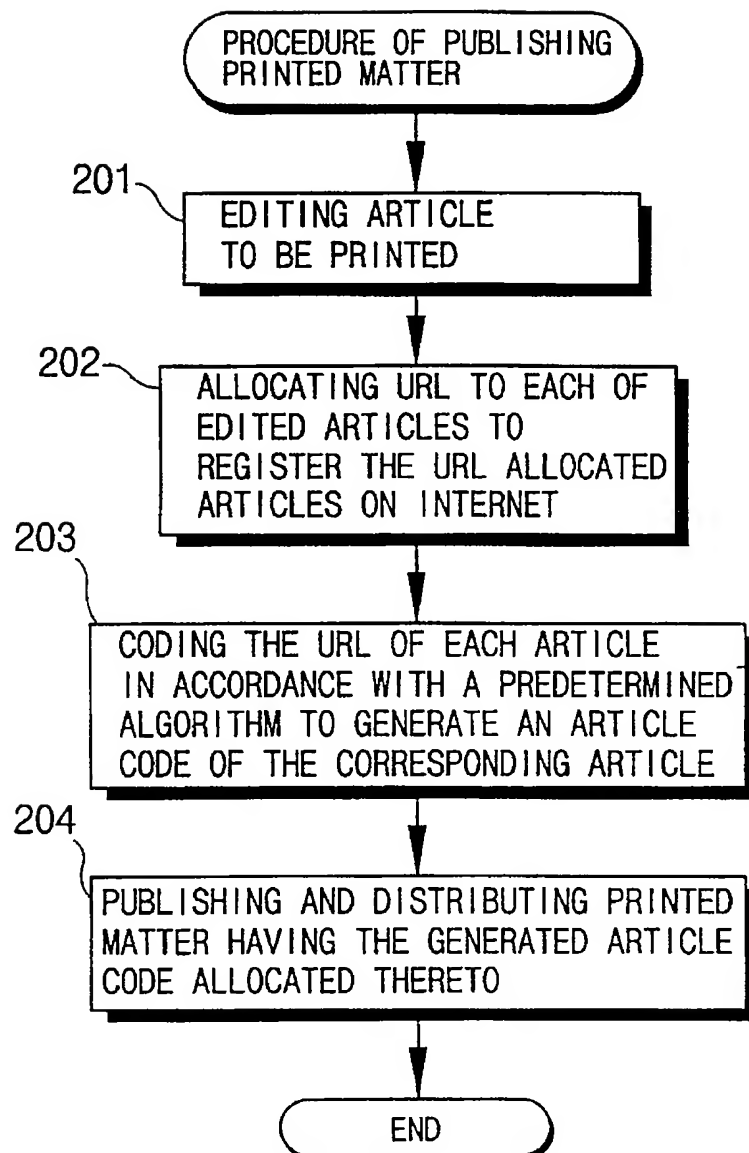 PROCEDURE OF PUBLISHING
PRINTED MATTER
201
EDITING ARTICLE
TO BE PRINTED
202
ALLOCATING URL TO EACH OF
EDITED ARTICLES TO
REGISTER THE URL ALLOCATED
ARTICLES ON INTERNET
203
CODING THE URL OF EACH ARTICLE
IN ACCORDANCE WITH A PREDETERMINED
ALGORITHM TO GENERATE AN ARTICLE
CODE OF THE CORRESPONDING ARTICLE
204
PUBLISHING AND DISTRIBUTING PRINTED
MATTER HAVING THE GENERATED ARTICLE
CODE ALLOCATED THERETO
END